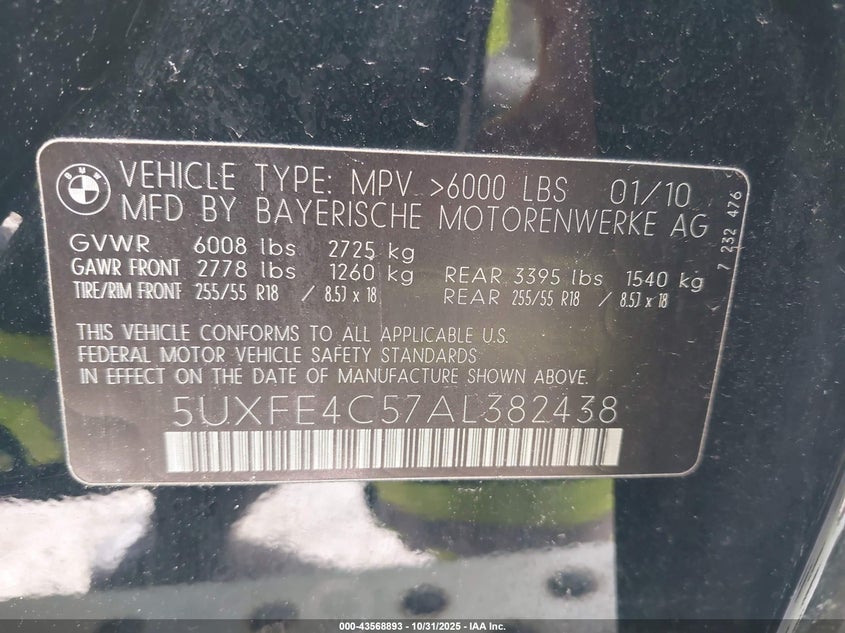 BMW
VEHICLE TYPE: MPV >6000 LBS 01/10
MFD BY BAYERISCHE MOTORENWERKE AG
GVWR 6008 lbs 2725 kg
GAWR FRONT 2778 lbs 1260 kg REAR 3395 lbs 1540 kg
TIRE/RIM FRONT 255/55 R18 / 8.5J x 18 REAR 255/55 R18 / 8.5J x 18
7 232 476
THIS VEHICLE CONFORMS TO ALL APPLICABLE U.S.
FEDERAL MOTOR VEHICLE SAFETY STANDARDS
IN EFFECT ON THE DATE OF MANUFACTURE SHOWN ABOVE.
5UXFE4C57AL382438
000-43568893 - 10/31/2025 - IAA Inc.